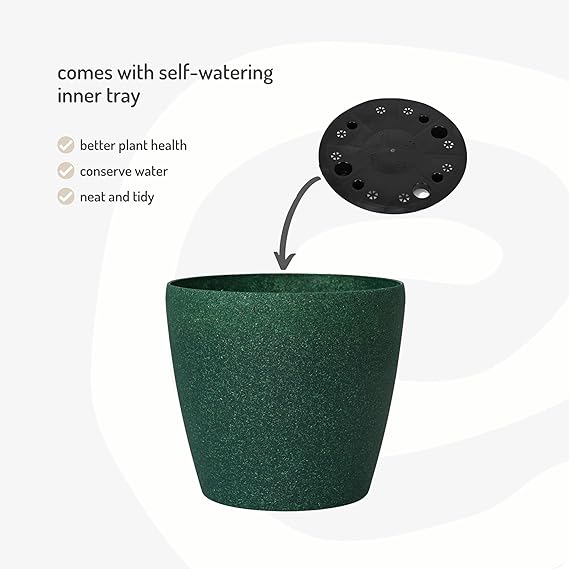 comes with self-watering
inner tray
better plant health
conserve water
neat and tidy